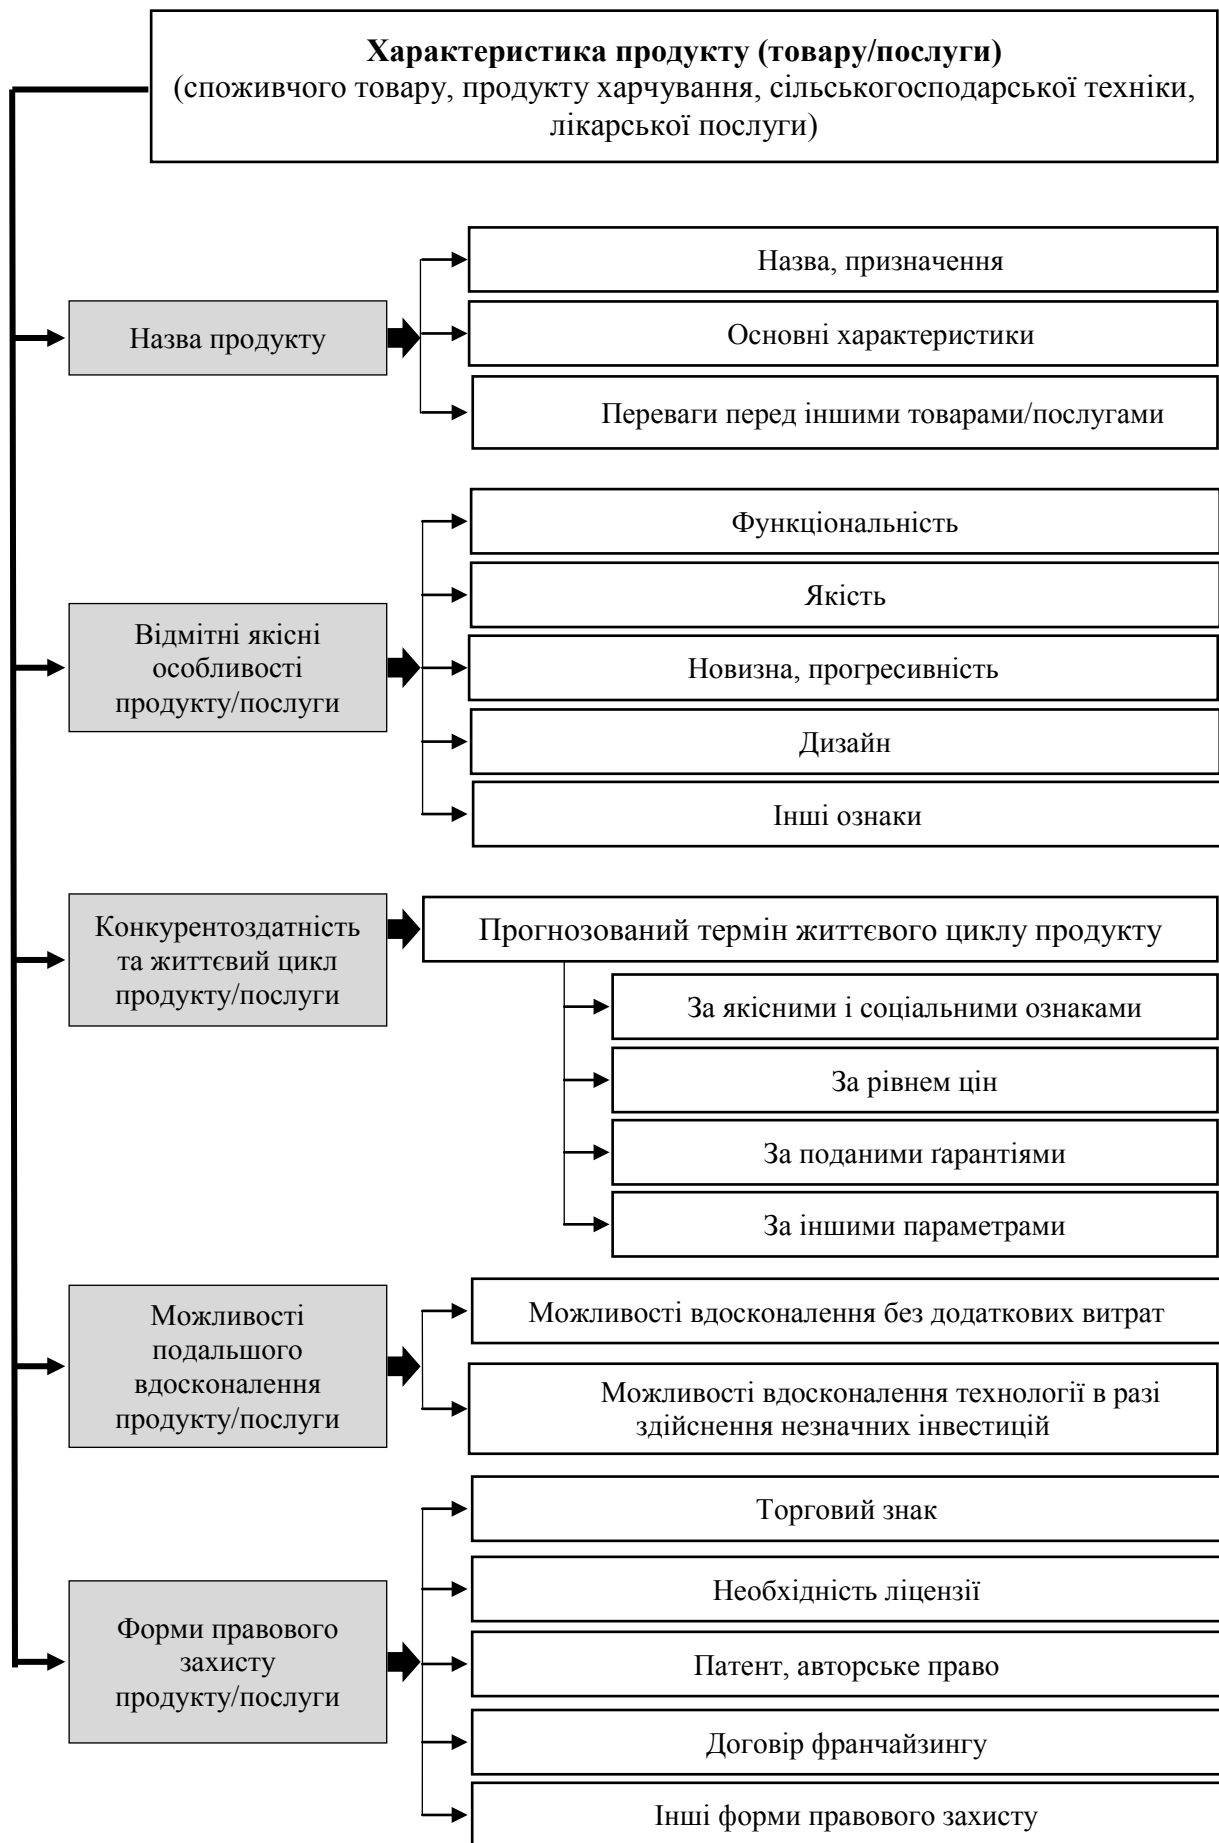 Характеристика продукту (товару/послуги)
(споживчого товару, продукту харчування, сільськогосподарської техніки,
лікарської послуги)
Назва продукту
Назва, призначення
Основні характеристики
Переваги перед іншими товарами/послугами
Відмітні якісні
особливості
продукту/послуги
Функціональність
Якість
Новизна, прогресивність
Дизайн
Інші ознаки
Конкурентоздатність
та життєвий цикл
продукту/послуги
Прогнозований термін життєвого циклу продукту
За якісними і соціальними ознаками
За рівнем цін
За поданими ґарантіями
За іншими параметрами
Можливості
подальшого
вдосконалення
продукту/послуги
Можливості вдосконалення без додаткових витрат
Можливості вдосконалення технології в разі
здійснення незначних інвестицій
Форми правового
захисту
продукту/послуги
Торговий знак
Необхідність ліцензії
Патент, авторське право
Договір франчайзингу
Інші форми правового захисту